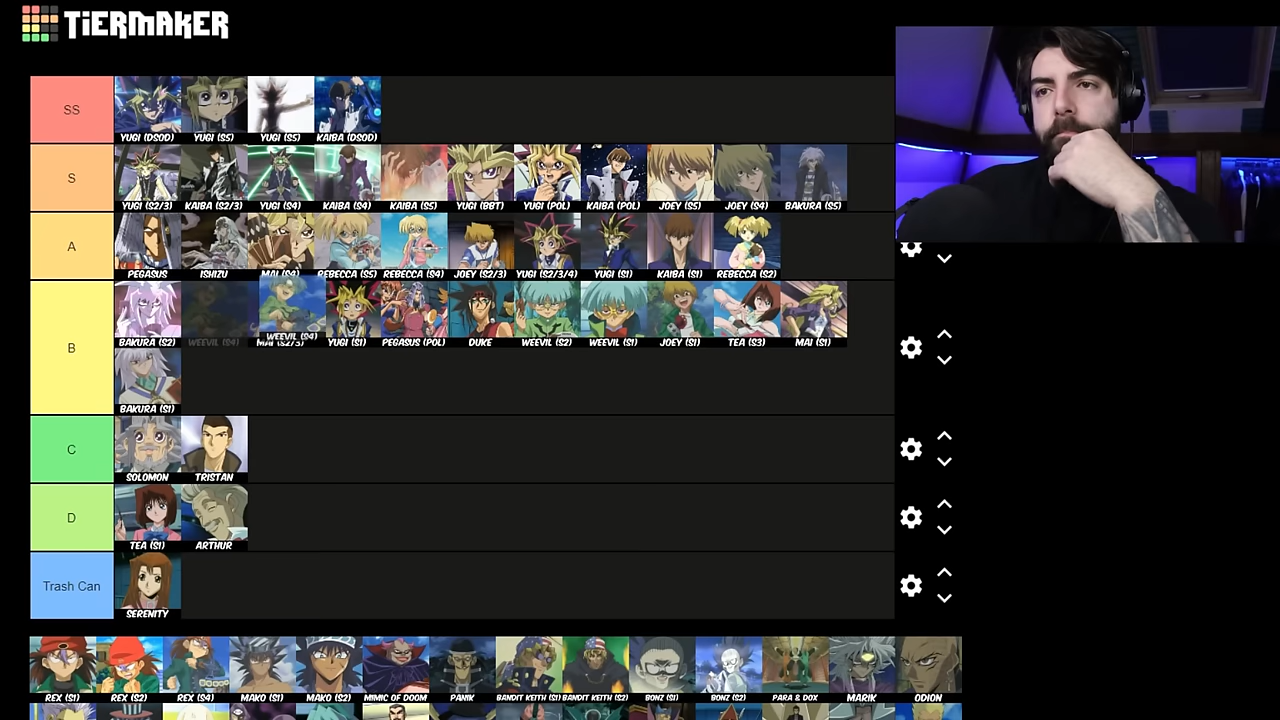 TIERMAKER
SS
YUGI (DSOD) YUGI (S5) YUGI (S5) KAIBA (DSOD)
S
YUGI (S2/3) KAIBA (S2/3) YUGI (S4) KAIBA (S4) KAIBA (S5) YUGI (BBT) YUGI (POL) KAIBA (POL) JOEY (S5) JOEY (S4) BAKURA (S5)
A
PEGASUS ISHIZU MAI (S4) REBECCA (S5) REBECCA (S4) JOEY (S2/3) YUGI (S2/3/4) YUGI (S1) KAIBA (S1) REBECCA (S2)
B
BAKURA (S2) WEEVIL (S4) WEEVIL (S4) MAI (S2/3) YUGI (S1) PEGASUS (POL) DUKE WEEVIL (S2) WEEVIL (S1) JOEY (S1) TEA (S3) MAI (S1)
BAKURA (S1)
C
SOLOMON TRISTAN
D
TEA (S1) ARTHUR
Trash Can
SERENITY
REX (S1) REX (S2) REX (S4) MAKO (S1) MAKO (S2) MIMIC OF DOOM PANIK BANDIT KEITH (S1) BANDIT KEITH (S2) BONZ (S1) BONZ (S2) PARA & DOX MARIK ODION